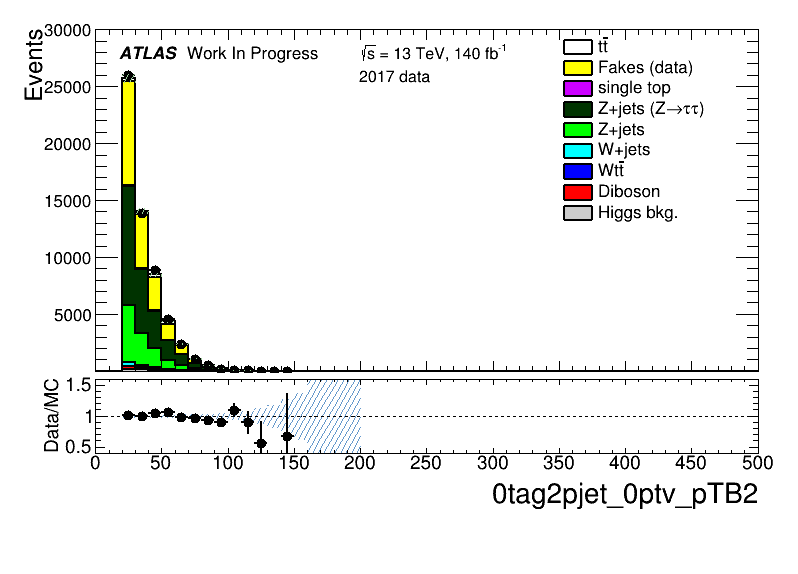 Events
30000
25000
20000
15000
10000
5000
ATLAS Work In Progress
√s = 13 TeV, 140 fb⁻¹
2017 data
tt̄
Fakes (data)
single top
Z+jets (Z→ττ)
Z+jets
W+jets
Wtt̄
Diboson
Higgs bkg.
Data/MC
1.5
1
0.5
0 50 100 150 200 250 300 350 400 450 500
0tag2pjet_0ptv_pTB2